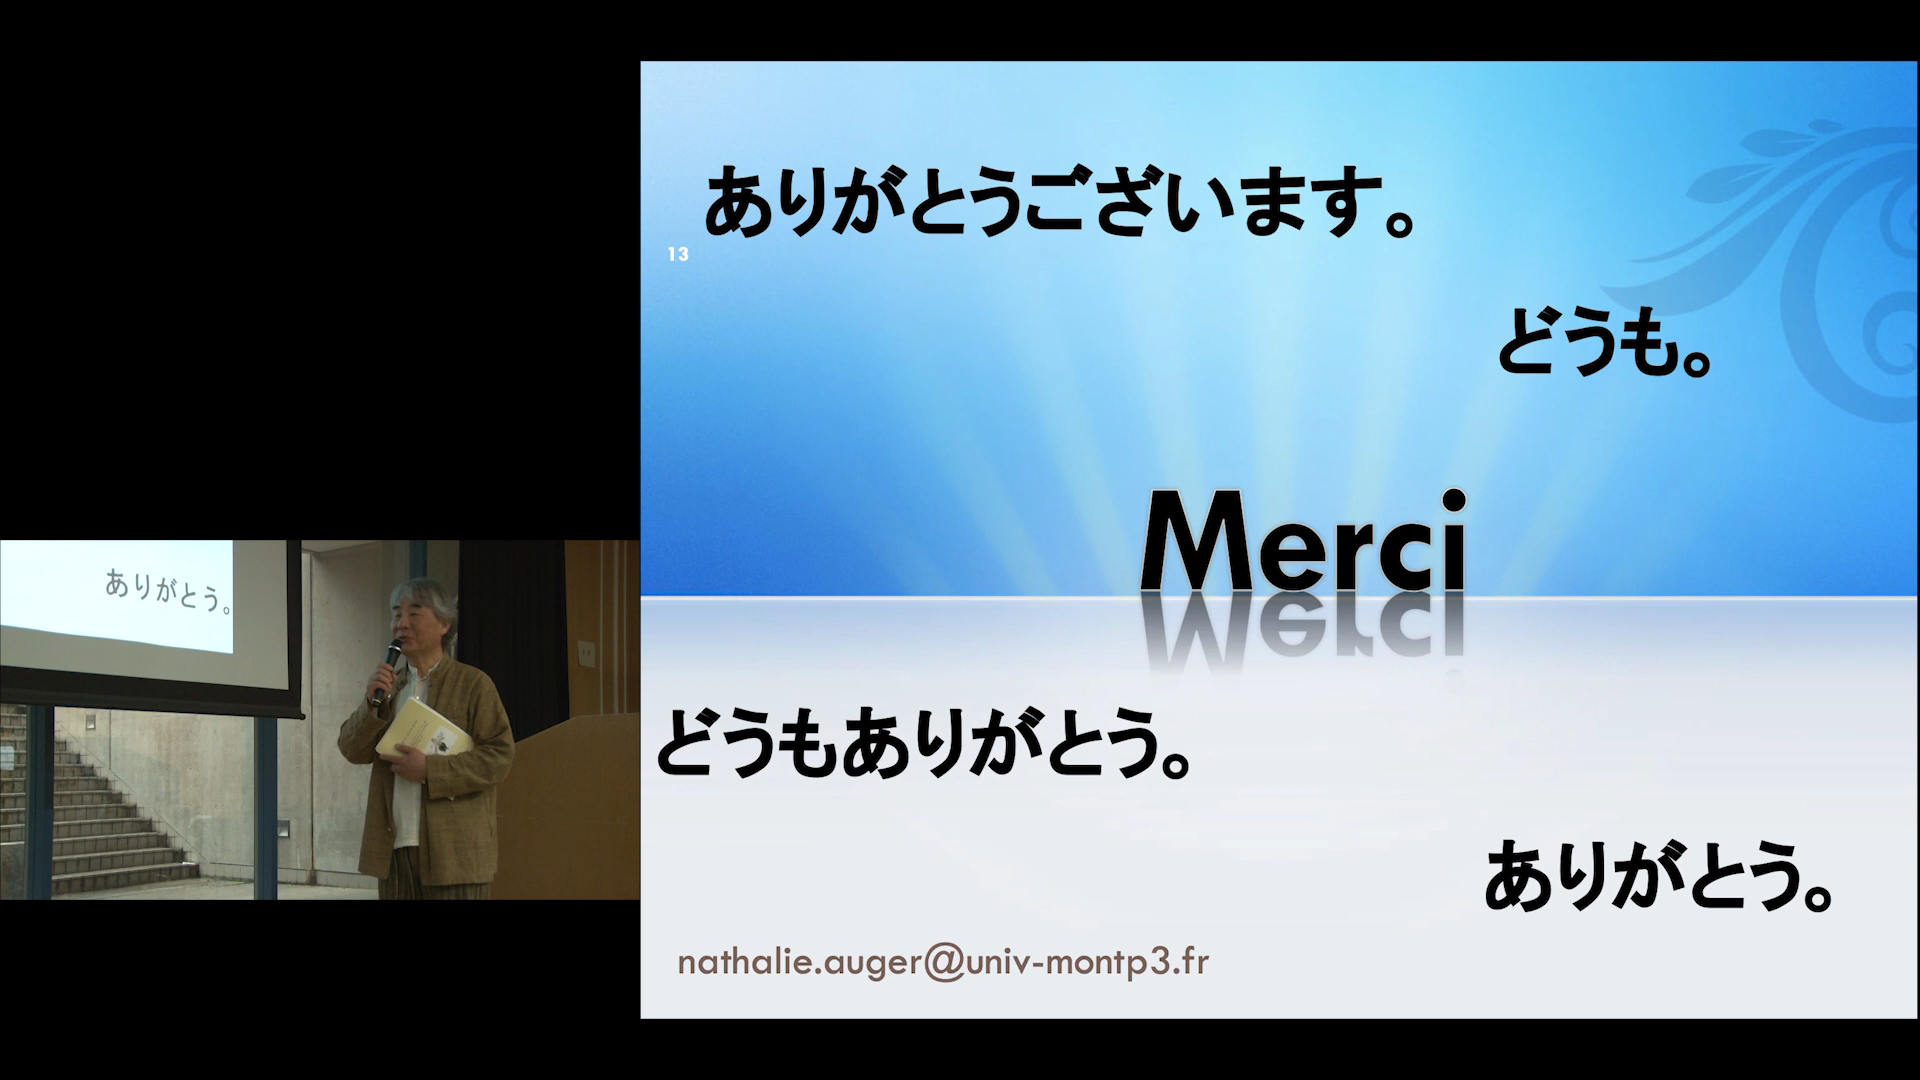 ありがとうございます。
13
どうも。
Merci
どうもありがとう。
ありがとう。
nathalie.auger@univ-montp3.fr
ありがとう。